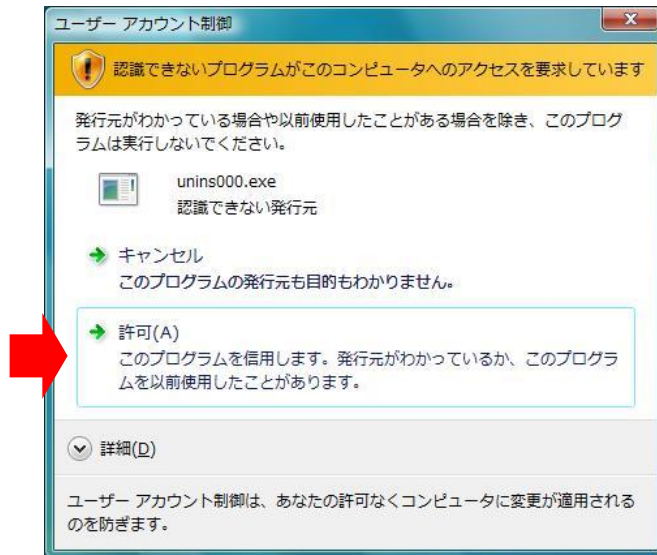 ユーザー アカウント制御
認識できないプログラムがこのコンピュータへのアクセスを要求しています
発行元がわかっている場合や以前使用したことがある場合を除き、このプログ
ラムは実行しないでください。
unins000.exe
認識できない発行元
キャンセル
このプログラムの発行元も目的もわかりません。
許可(A)
このプログラムを信用します。発行元がわかっているか、このプログラ
ムを以前使用したことがあります。
詳細(D)
ユーザー アカウント制御は、あなたの許可なくコンピュータに変更が適用される
のを防ぎます。